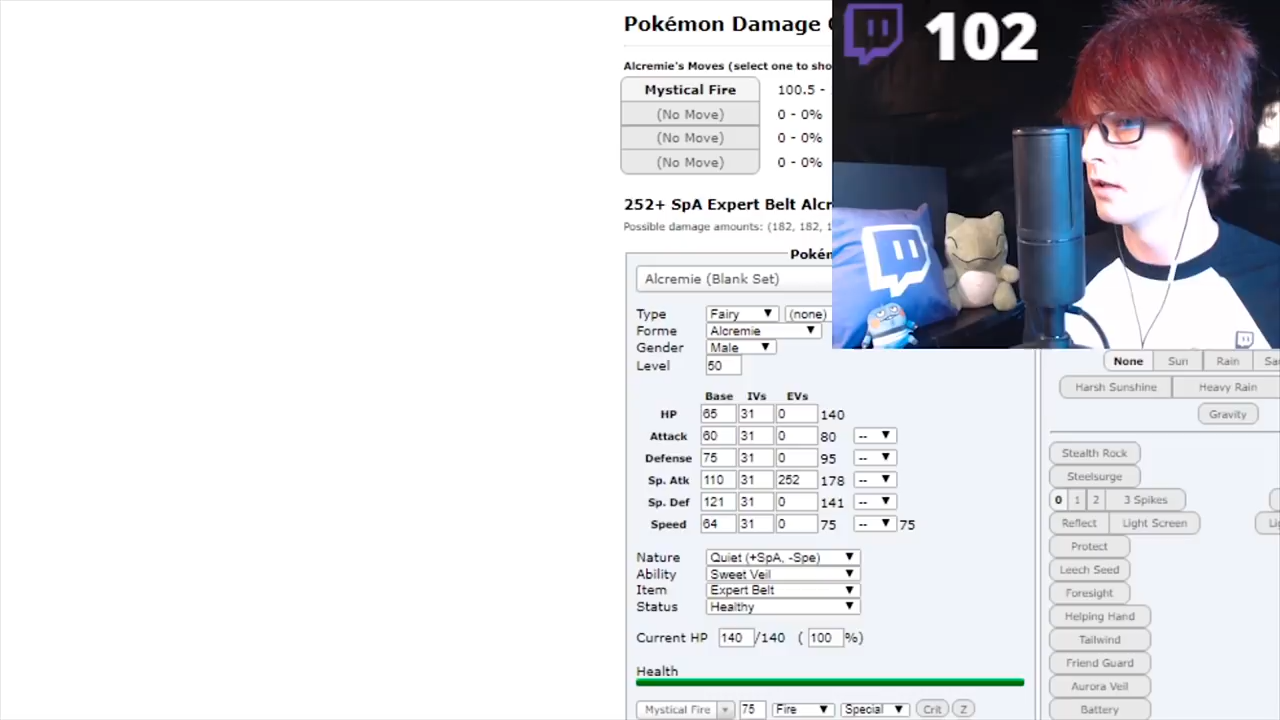 Pokémon Damage
102
Alcremie's Moves (select one to sho
Mystical Fire 100.5 -
(No Move) 0 - 0%
(No Move) 0 - 0%
(No Move) 0 - 0%
252+ SpA Expert Belt Alcr
Possible damage amounts: (182, 182, 1
Pokém
Alcremie (Blank Set)
Type Fairy (none)
Forme Alcremie
Gender Male
Level 50
Base IVs EVs
HP 65 31 0 140
Attack 60 31 0 80 --
Defense 75 31 0 95 --
Sp. Atk 110 31 252 178 --
Sp. Def 121 31 0 141 --
Speed 64 31 0 75 -- 75
Nature Quiet (+SpA, -Spe)
Ability Sweet Veil
Item Expert Belt
Status Healthy
Current HP 140 /140 ( 100 %)
Health
Mystical Fire 75 Fire Special Crit Z
None Sun Rain Sa
Harsh Sunshine Heavy Rain
Gravity
Stealth Rock
Steelsurge
0 1 2 3 Spikes
Reflect Light Screen Lig
Protect
Leech Seed
Foresight
Helping Hand
Tailwind
Friend Guard
Aurora Veil
Battery